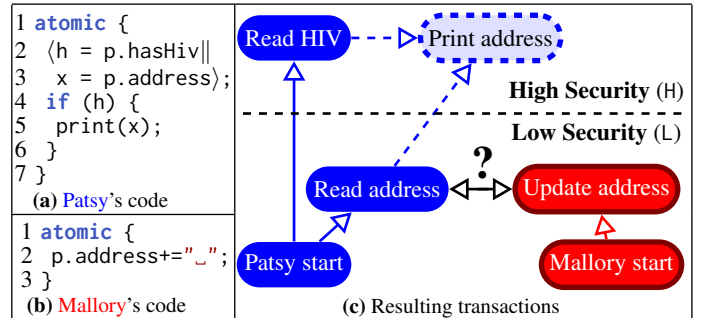 1 atomic {
2 ⟨h = p.hasHiv‖
3 x = p.address⟩;
4 if (h) {
5 print(x);
6 }
7 }
(a) Patsy's code
1 atomic {
2 p.address+="␣";
3 }
(b) Mallory's code
Read HIV
Print address
High Security (H)
Low Security (L)
?
Read address
Update address
Patsy start
Mallory start
(c) Resulting transactions